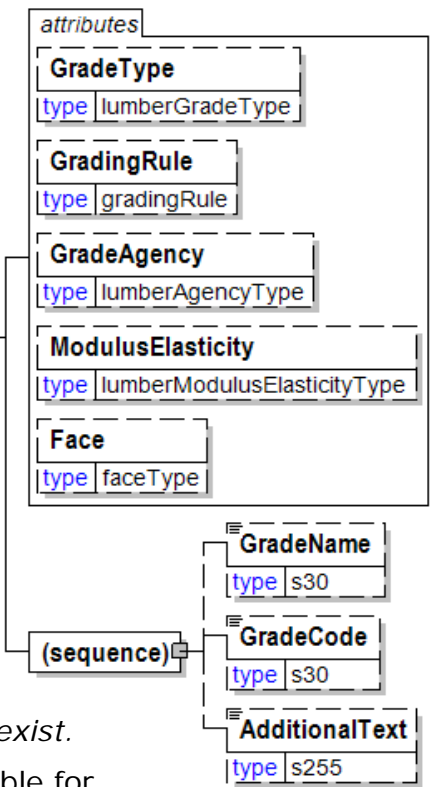 attributes
GradeType
type lumberGradeType
GradingRule
type gradingRule
GradeAgency
type lumberAgencyType
ModulusElasticity
type lumberModulusElasticityType
Face
type faceType
GradeName
type s30
(sequence)
GradeCode
type s30
AdditionalText
type s255
exist.
ble for